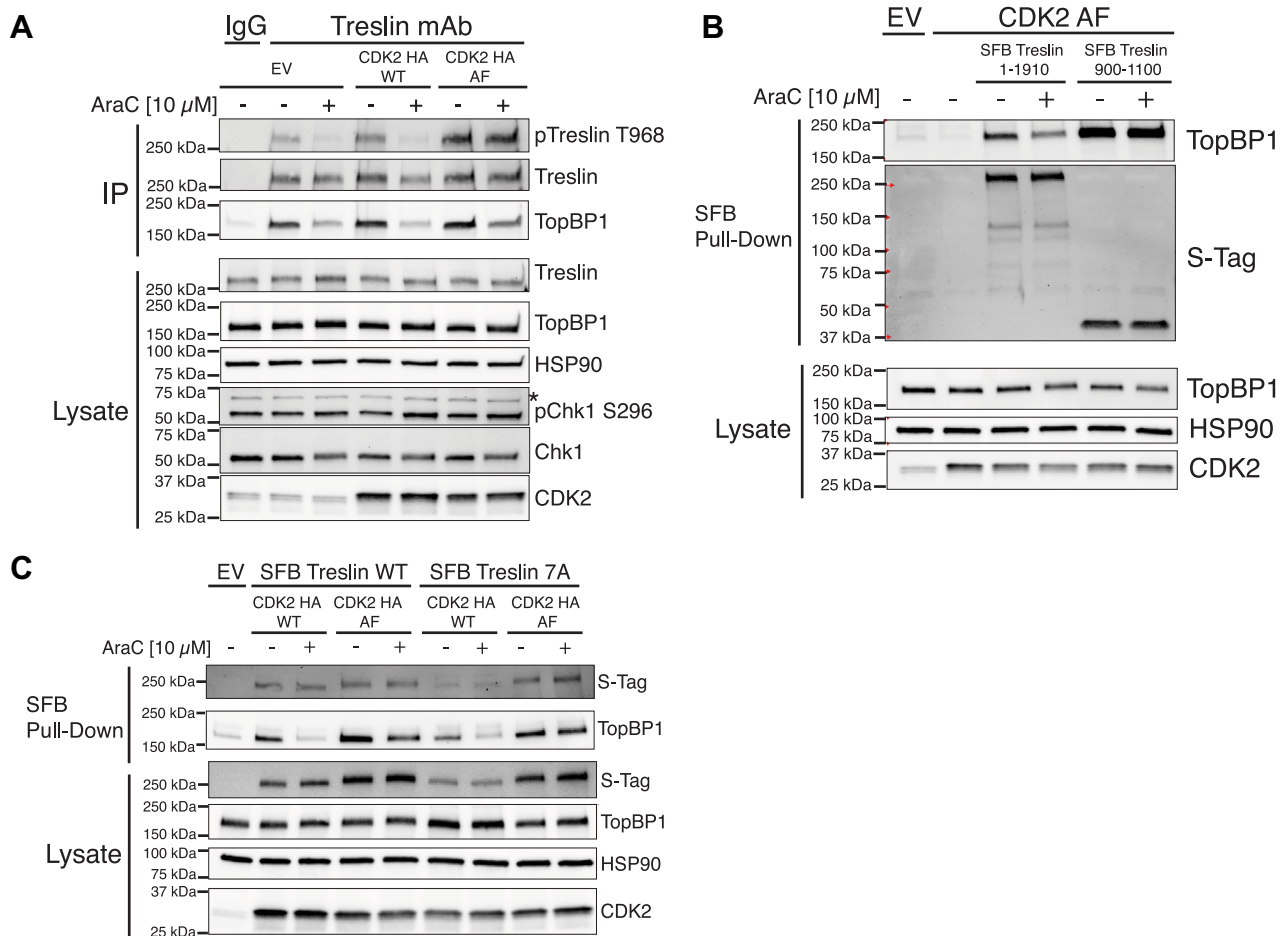 A
IgG Treslin mAb
EV
CDK2 HA
WT
CDK2 HA
AF
AraC [10 µM] - - + - + - +
IP
250 kDa
pTreslin T968
250 kDa
Treslin
250 kDa
150 kDa
TopBP1
Lysate
Treslin
250 kDa
250 kDa
150 kDa
TopBP1
100 kDa
75 kDa
HSP90
75 kDa
50 kDa
*
pChk1 S296
75 kDa
50 kDa
Chk1
37 kDa
25 kDa
CDK2
B
EV CDK2 AF
SFB Treslin
1-1910
SFB Treslin
900-1100
AraC [10 µM] - - - + - +
SFB
Pull-Down
250 kDa
150 kDa
TopBP1
250 kDa
150 kDa
100 kDa
75 kDa
50 kDa
37 kDa
S-Tag
Lysate
250 kDa
150 kDa
TopBP1
100 kDa
75 kDa
HSP90
37 kDa
25 kDa
CDK2
C
EV SFB Treslin WT SFB Treslin 7A
CDK2 HA
WT
CDK2 HA
AF
CDK2 HA
WT
CDK2 HA
AF
AraC [10 µM] - - + - + - + - +
SFB
Pull-Down
250 kDa
S-Tag
250 kDa
150 kDa
TopBP1
Lysate
250 kDa
S-Tag
250 kDa
150 kDa
TopBP1
100 kDa
75 kDa
HSP90
37 kDa
25 kDa
CDK2